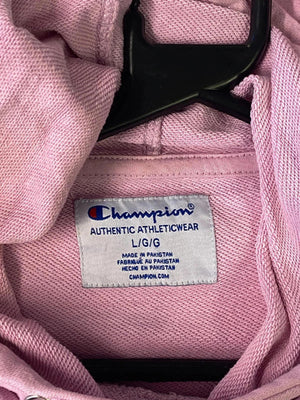 Champion
AUTHENTIC ATHLETICWEAR
L/G/G
MADE IN PAKISTAN
FABRIQUÉ AU PAKISTAN
HECHO EN PAKISTAN
CHAMPION.COM